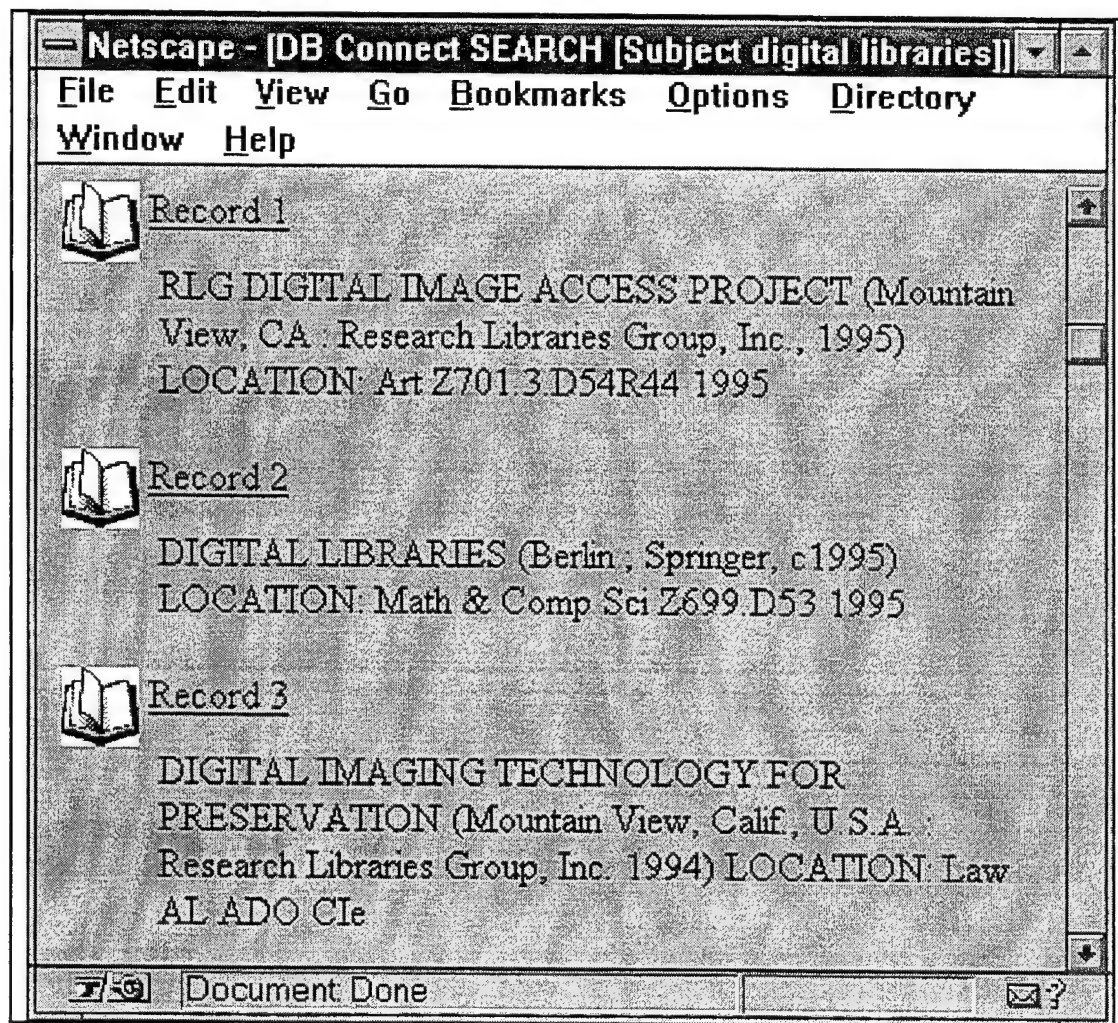 Netscape - [DB Connect SEARCH [Subject digital libraries]]
File Edit View Go Bookmarks Options Directory
Window Help
Record 1
RLG DIGITAL IMAGE ACCESS PROJECT (Mountain
View, CA : Research Libraries Group, Inc., 1995)
LOCATION: Art Z701.3.D54R44 1995
Record 2
DIGITAL LIBRARIES (Berlin ; Springer, c1995)
LOCATION: Math & Comp Sci Z699.D53 1995
Record 3
DIGITAL IMAGING TECHNOLOGY FOR
PRESERVATION (Mountain View, Calif., U.S.A. :
Research Libraries Group, Inc. 1994) LOCATION: Law
AL ADO CIe
Document: Done
?